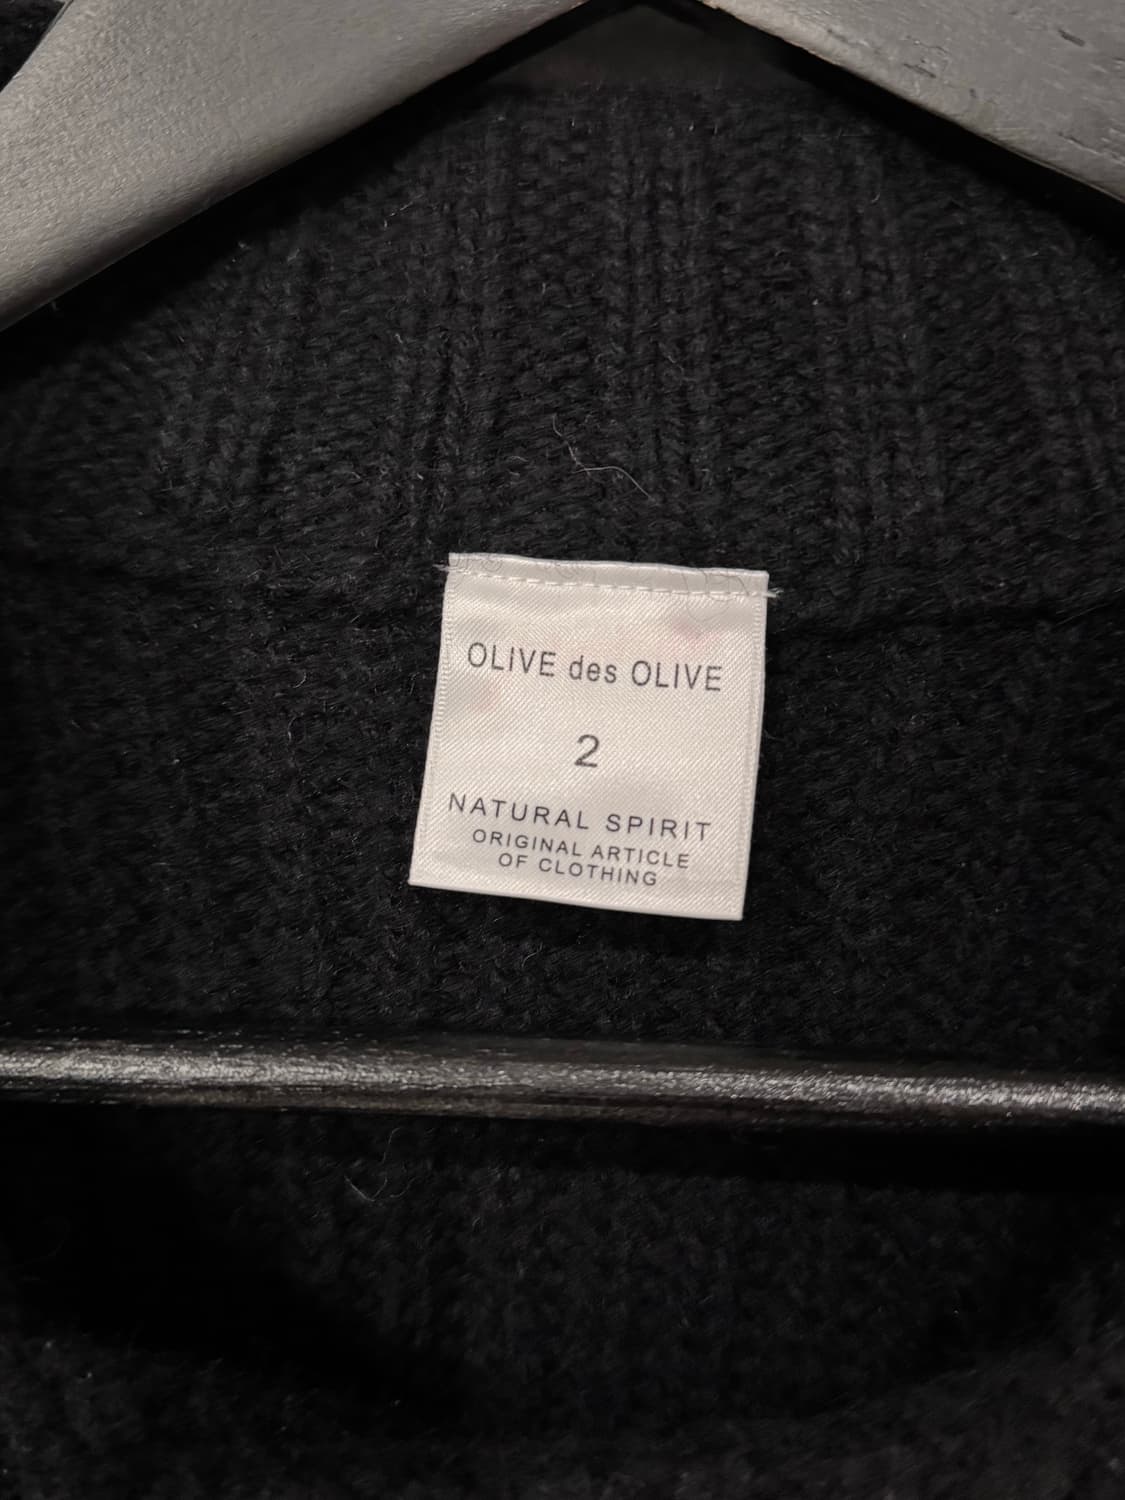 OLIVE des OLIVE
2
NATURAL SPIRIT
ORIGINAL ARTICLE
OF CLOTHING